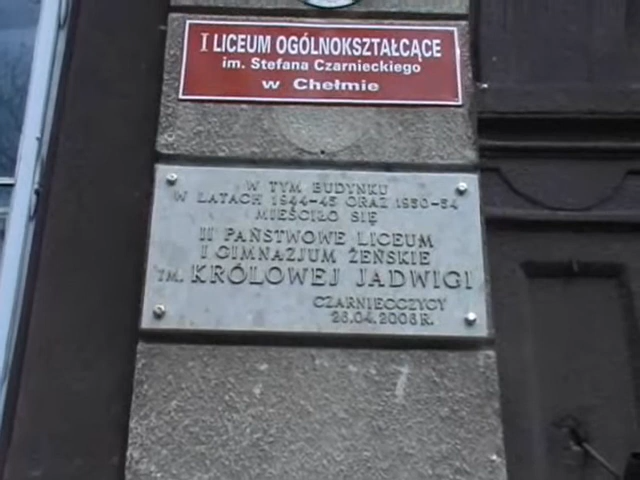 I LICEUM OGÓLNOKSZTAŁCĄCE
im. Stefana Czarnieckiego
w Chełmie
W TYM BUDYNKU
W LATACH 1944-45 ORAZ 1950-54
MIEŚCIŁO SIĘ
II PAŃSTWOWE LICEUM
I GIMNAZJUM ŻEŃSKIE
IM. KRÓLOWEJ JADWIGI
CZARNIECCZYCY
26.04.2008 R.